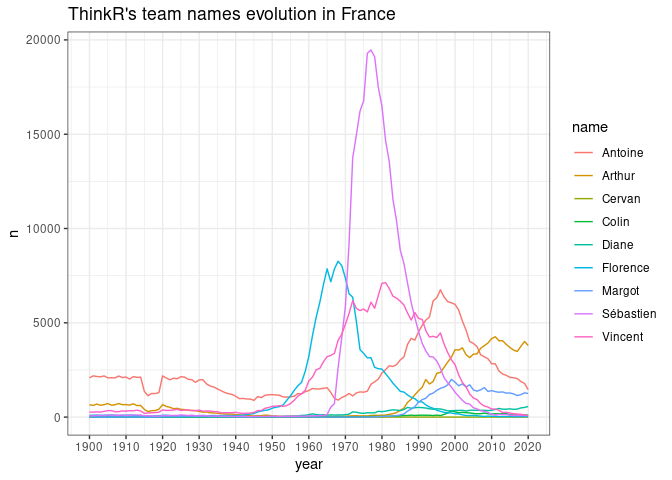 ThinkR's team names evolution in France
20000
15000
10000
5000
0
n
1900 1910 1920 1930 1940 1950 1960 1970 1980 1990 2000 2010 2020
year
name
Antoine
Arthur
Cervan
Colin
Diane
Florence
Margot
Sébastien
Vincent